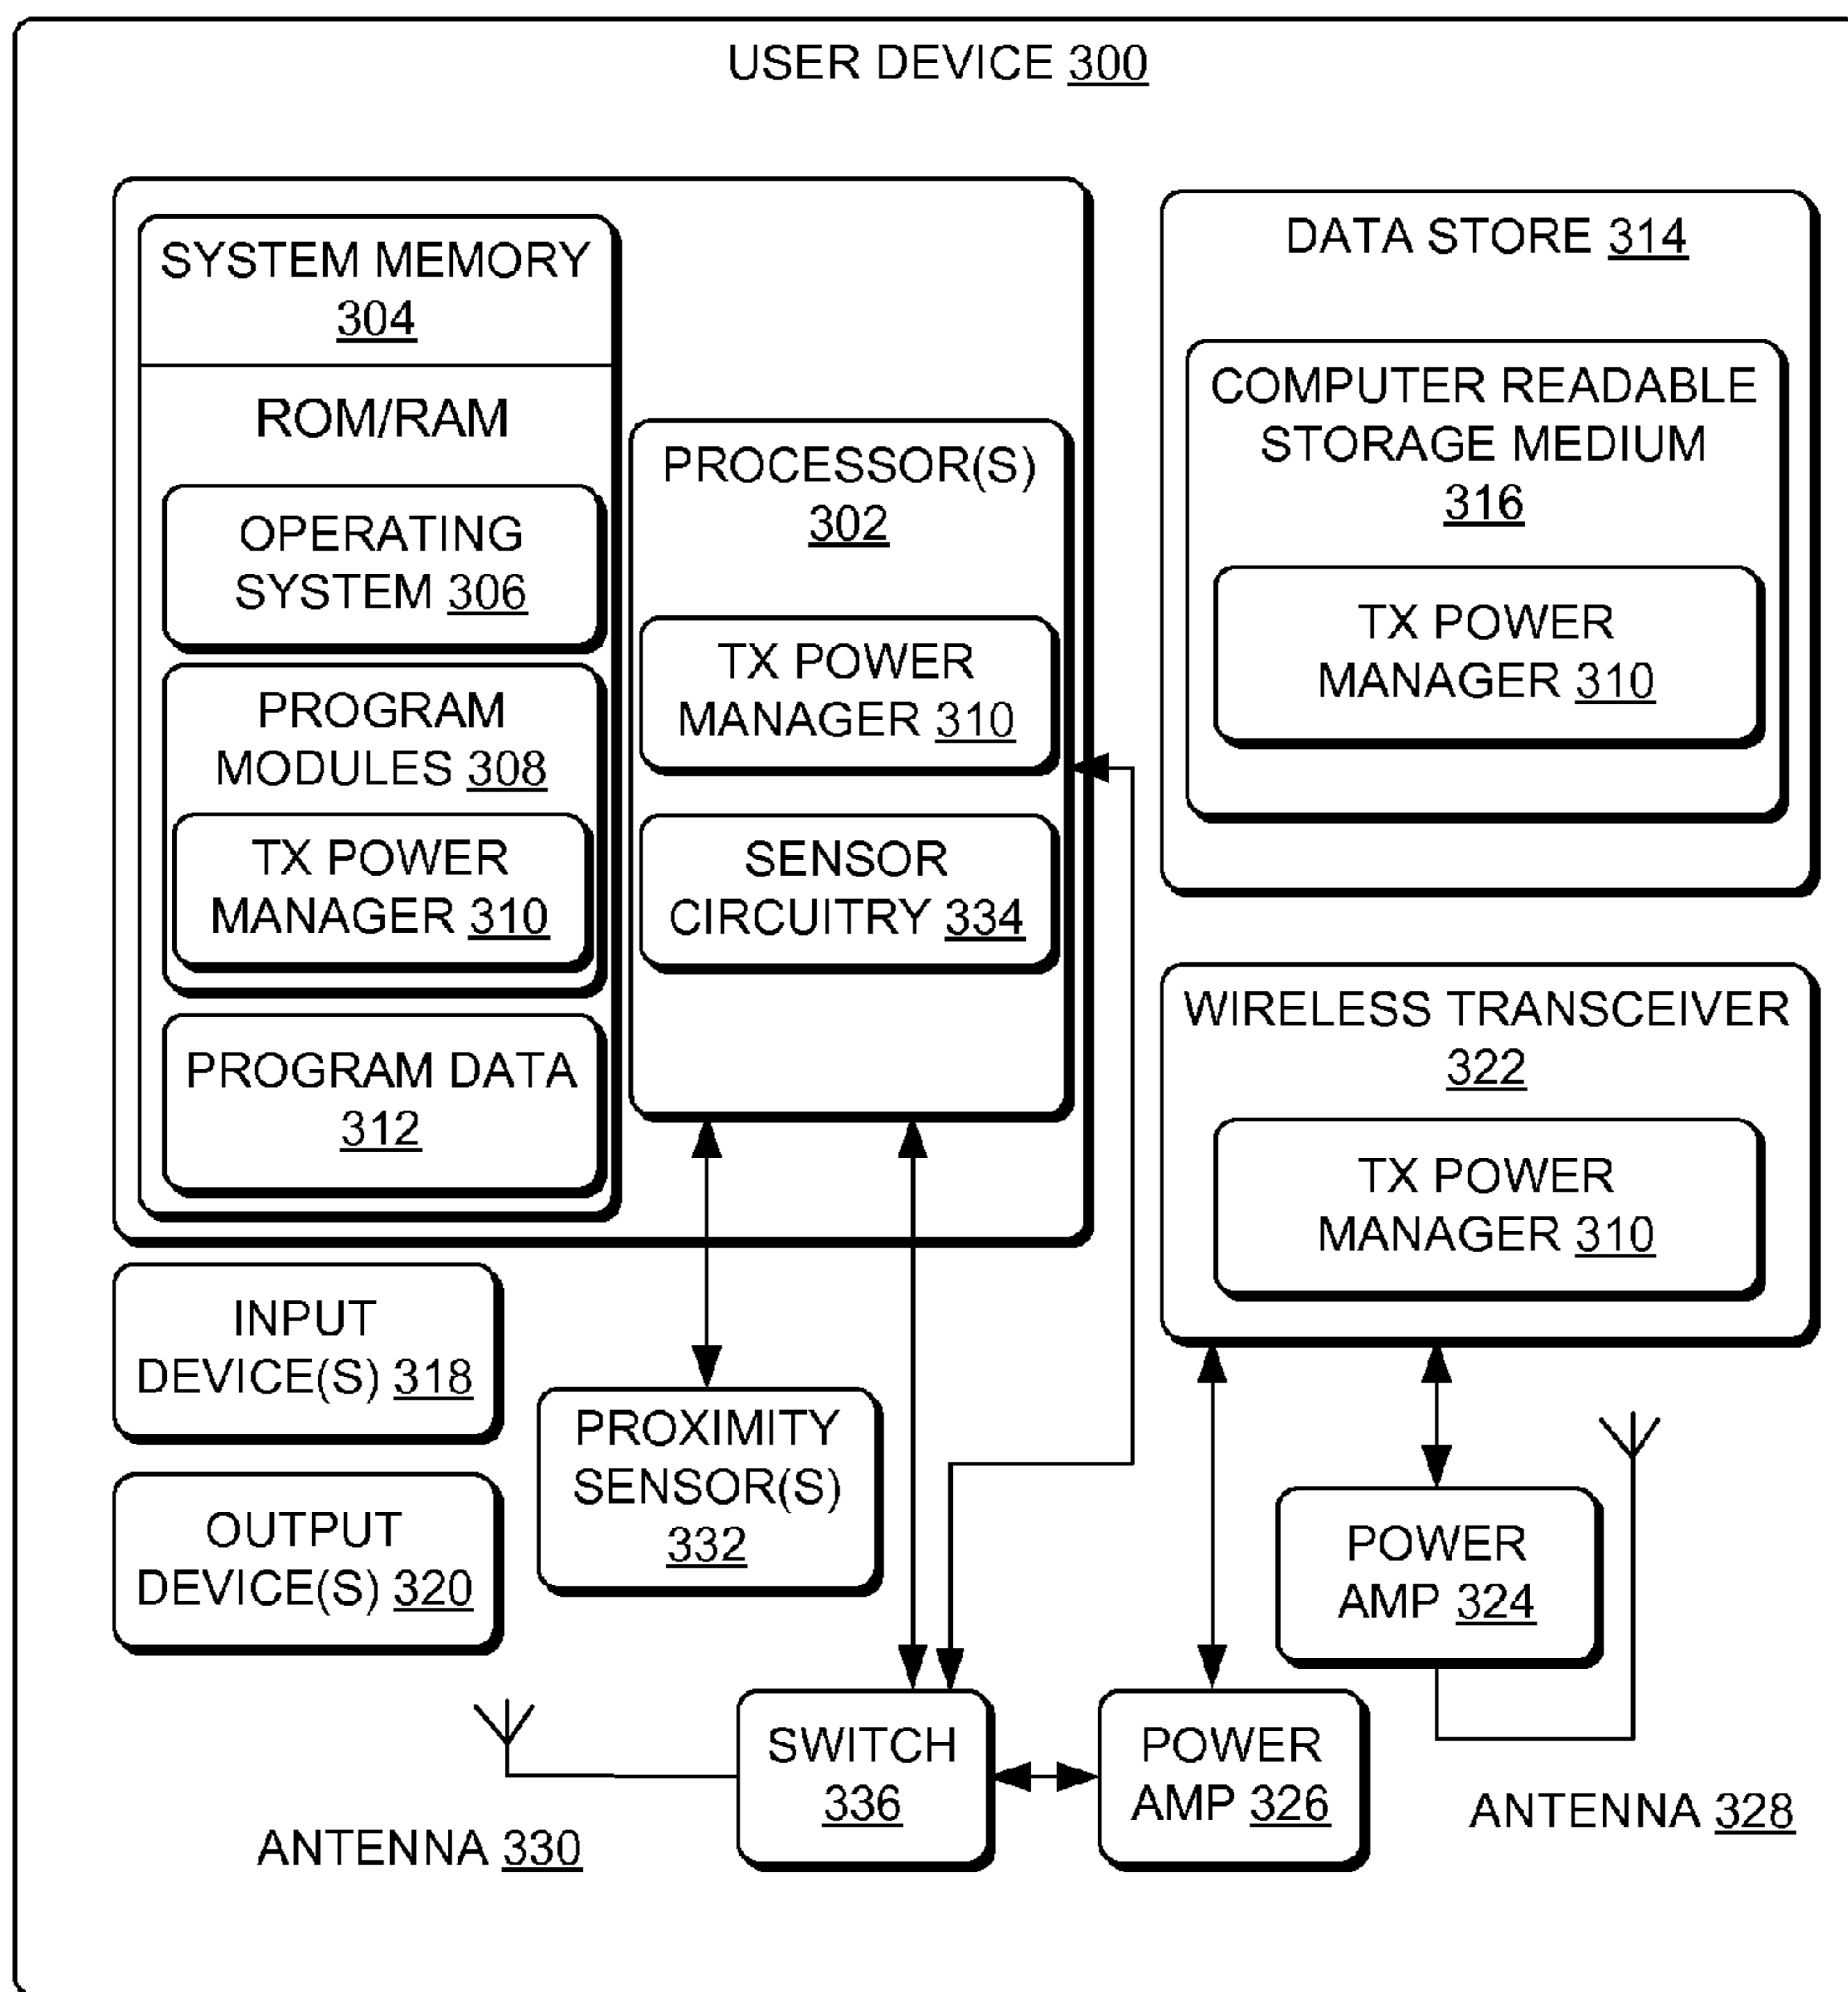 USER DEVICE 300
SYSTEM MEMORY
304
ROM/RAM
OPERATING
SYSTEM 306
PROGRAM
MODULES 308
TX POWER
MANAGER 310
PROGRAM DATA
312
PROCESSOR(S)
302
TX POWER
MANAGER 310
SENSOR
CIRCUITRY 334
DATA STORE 314
COMPUTER READABLE
STORAGE MEDIUM
316
TX POWER
MANAGER 310
WIRELESS TRANSCEIVER
322
TX POWER
MANAGER 310
INPUT
DEVICE(S) 318
OUTPUT
DEVICE(S) 320
PROXIMITY
SENSOR(S)
332
POWER
AMP 324
SWITCH
336
POWER
AMP 326
ANTENNA 328
ANTENNA 330